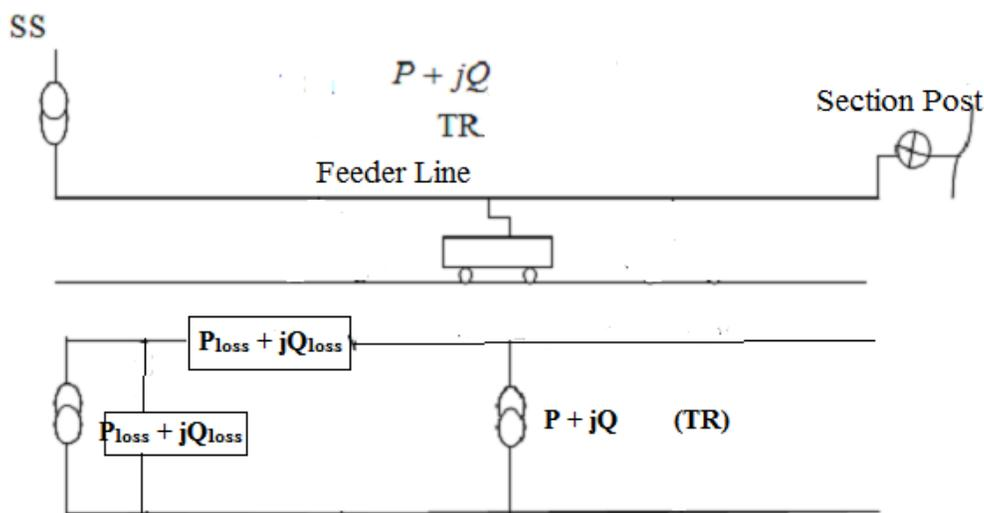 SS
P + jQ
Section Post
TR
Feeder Line
Ploss + jQloss
P + jQ (TR)
Ploss + jQloss